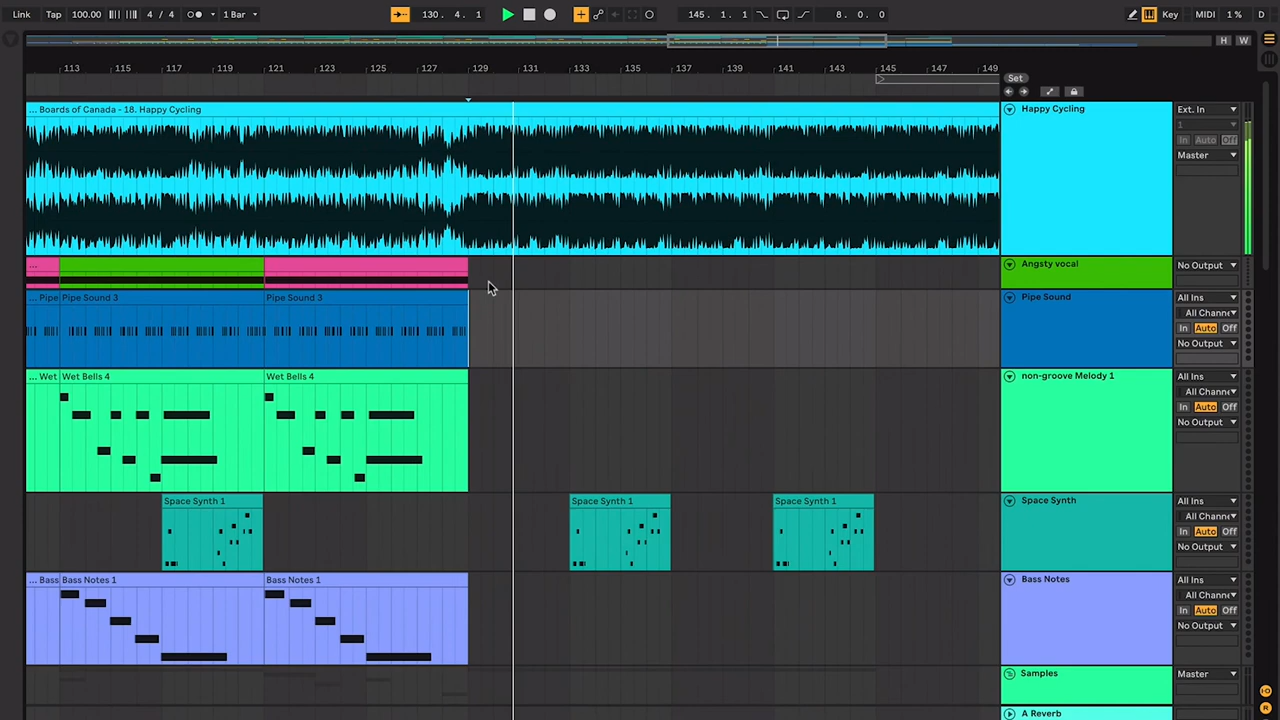 Link Tap 100.00 4 / 4 1 Bar 130. 4. 1 145. 1. 1 8. 0. 0 Key MIDI 1 % D
H W
113 115 117 119 121 123 125 127 129 131 133 135 137 139 141 143 145 147 149
Set
... Boards of Canada - 18. Happy Cycling
Happy Cycling
Ext. In
1
In Auto Off
Master
...
Angsty vocal
No Output
... Pipe Pipe Sound 3 Pipe Sound 3
Pipe Sound
All Ins
All Channe
In Auto Off
No Output
... Wet Wet Bells 4 Wet Bells 4
non-groove Melody 1
All Ins
All Channe
In Auto Off
No Output
Space Synth 1 Space Synth 1 Space Synth 1
Space Synth
All Ins
All Channe
In Auto Off
No Output
... Bass Bass Notes 1 Bass Notes 1
Bass Notes
All Ins
All Channe
In Auto Off
No Output
Samples
Master
A Reverb
I·O
R